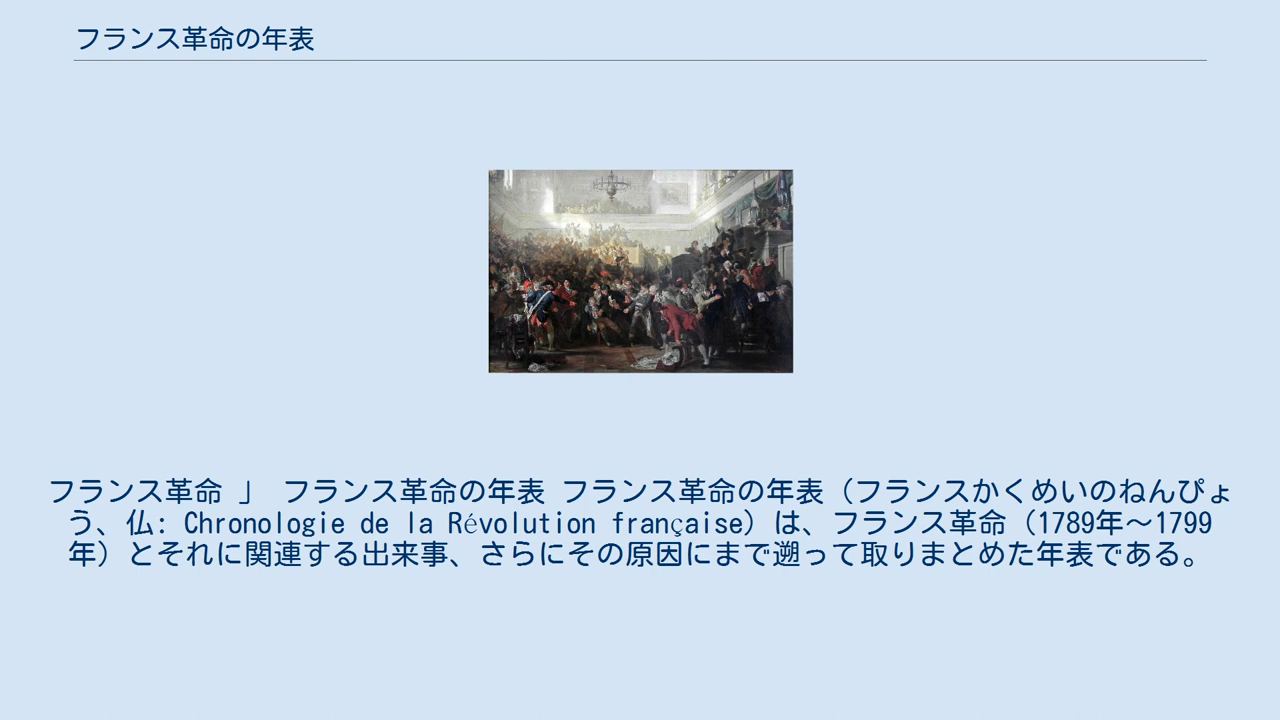 フランス革命の年表
フランス革命 」 フランス革命の年表 フランス革命の年表（フランスかくめいのねんぴょ
う、仏: Chronologie de la Révolution française）は、フランス革命（1789年〜1799
年）とそれに関連する出来事、さらにその原因にまで遡って取りまとめた年表である。